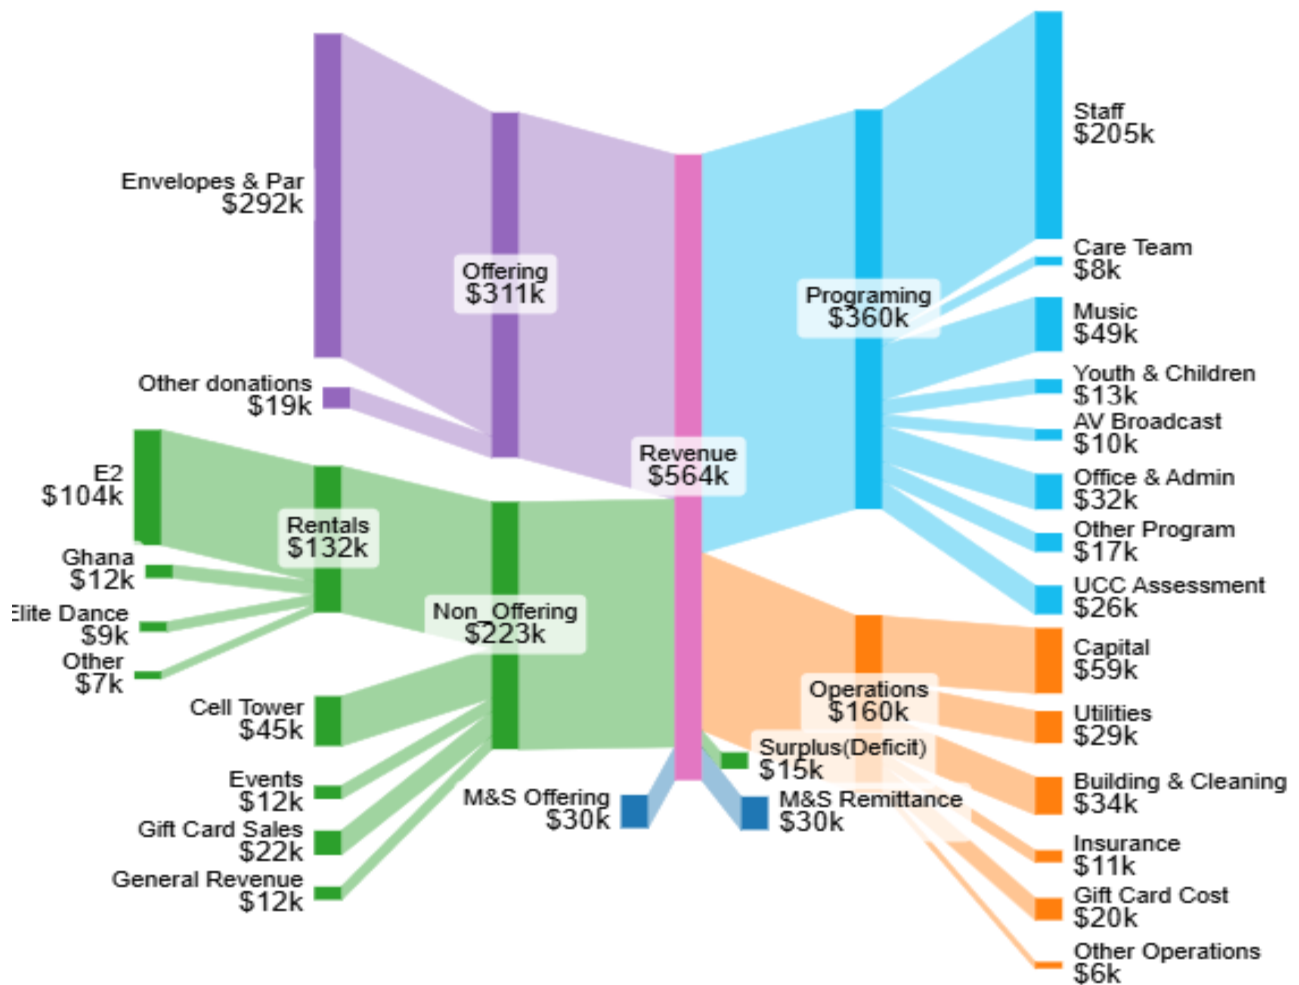 Envelopes & Par
$292k
Other donations
$19k
E2
$104k
Ghana
$12k
Elite Dance
$9k
Other
$7k
Rentals
$132k
Cell Tower
$45k
Events
$12k
Gift Card Sales
$22k
General Revenue
$12k
Offering
$311k
Non_Offering
$223k
M&S Offering
$30k
Revenue
$564k
Programing
$360k
Operations
$160k
Surplus(Deficit)
$15k
M&S Remittance
$30k
Staff
$205k
Care Team
$8k
Music
$49k
Youth & Children
$13k
AV Broadcast
$10k
Office & Admin
$32k
Other Program
$17k
UCC Assessment
$26k
Capital
$59k
Utilities
$29k
Building & Cleaning
$34k
Insurance
$11k
Gift Card Cost
$20k
Other Operations
$6k